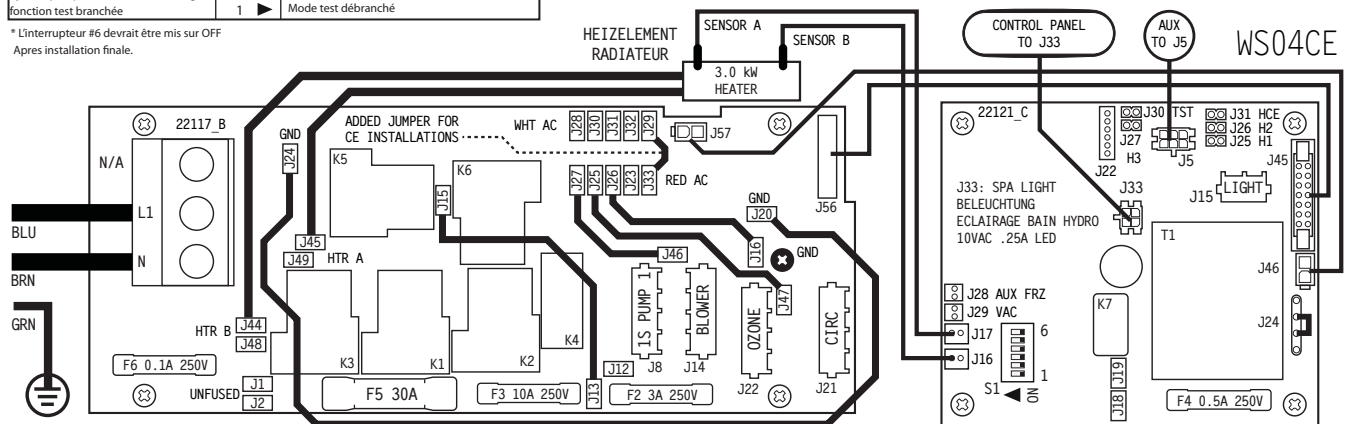 fonction test branchée
1 ▶ Mode test débranché
* L'interrupteur #6 devrait être mis sur OFF
Apres installation finale.
HEIZELEMENT
RADIATEUR
SENSOR A
SENSOR B
3.0 kW
HEATER
CONTROL PANEL
TO J33
AUX
TO J5
WS04CE
22117_B
GND
J24
ADDED JUMPER FOR
CE INSTALLATIONS
WHT AC
J28
J30
J31
J32
J29
J57
N/A
K5
K6
J15
J27
J25
J26
J23
J33
RED AC
J56
L1
BLU
N
BRN
GRN
J45
J49
HTR A
GND
J20
J16
GND
J46
J47
HTR B
J44
J48
K3
K1
K2
K4
1S PUMP 1
J8
BLOWER
J14
OZONE
J22
CIRC
J21
J12
F6 0.1A 250V
UNFUSED
J1
J2
F5 30A
F3 10A 250V
J13
F2 3A 250V
22121_C
J22
J30 TST
J27
H3
J5
J31 HCE
J26 H2
J25 H1
J45
J33
J15
LIGHT
J33: SPA LIGHT
BELEUCHTUNG
ECLAIRAGE BAIN HYDRO
10VAC .25A LED
T1
J46
J28 AUX FRZ
J29 VAC
K7
J24
J17
J16
6
1
S1
ON
J19
J18
F4 0.5A 250V